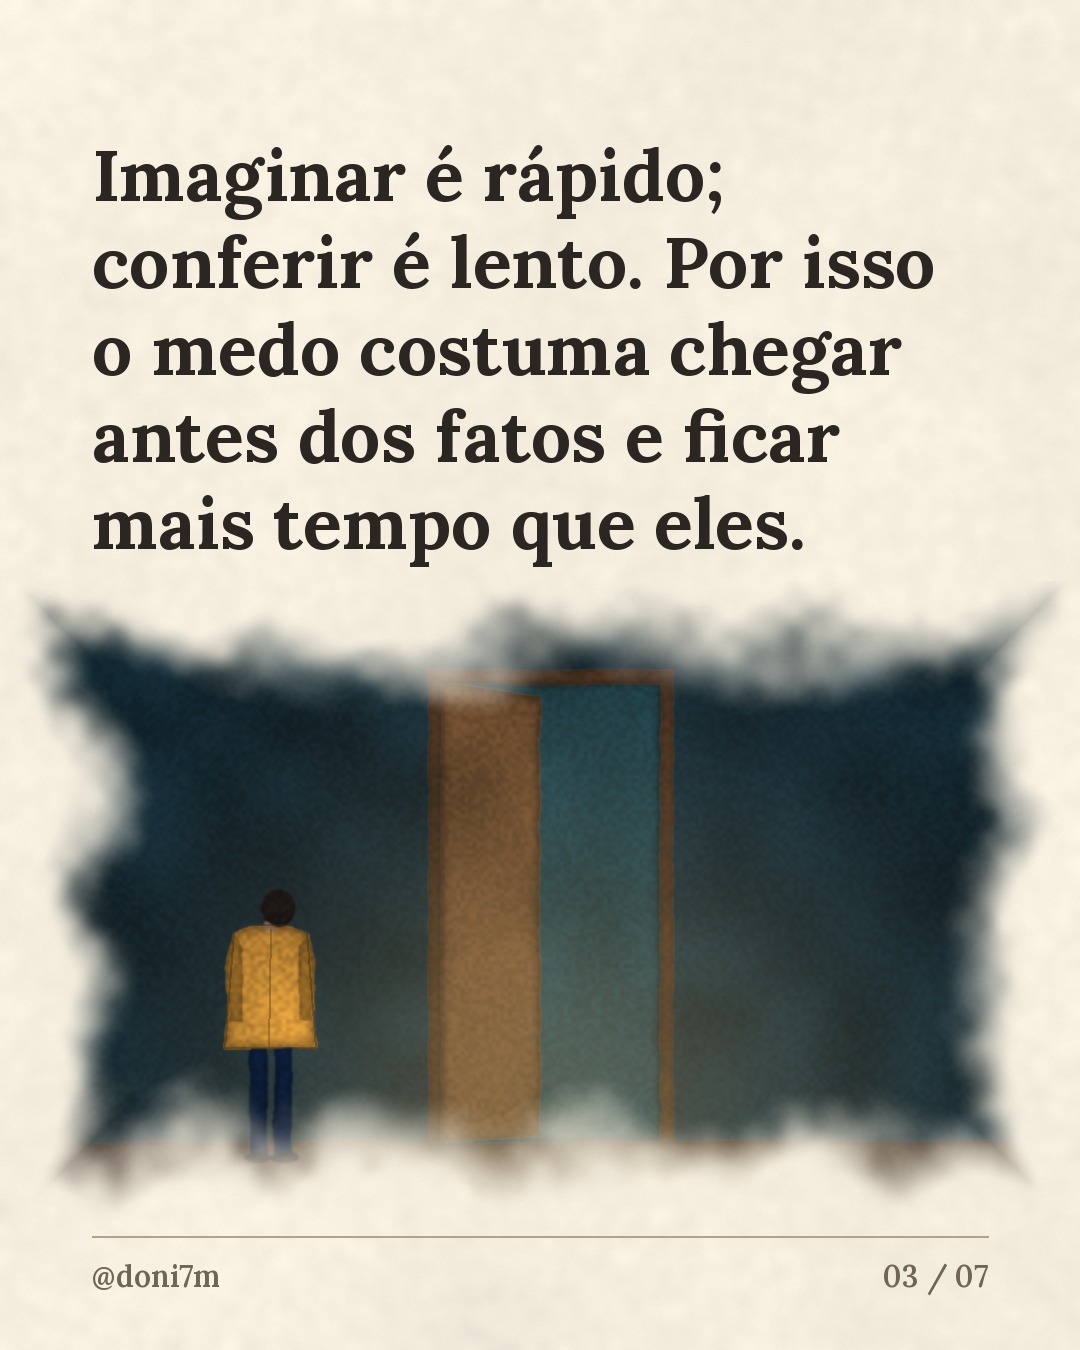 Imaginar é rápido;
conferir é lento. Por isso
o medo costuma chegar
antes dos fatos e ficar
mais tempo que eles.
@doni7m
03 / 07